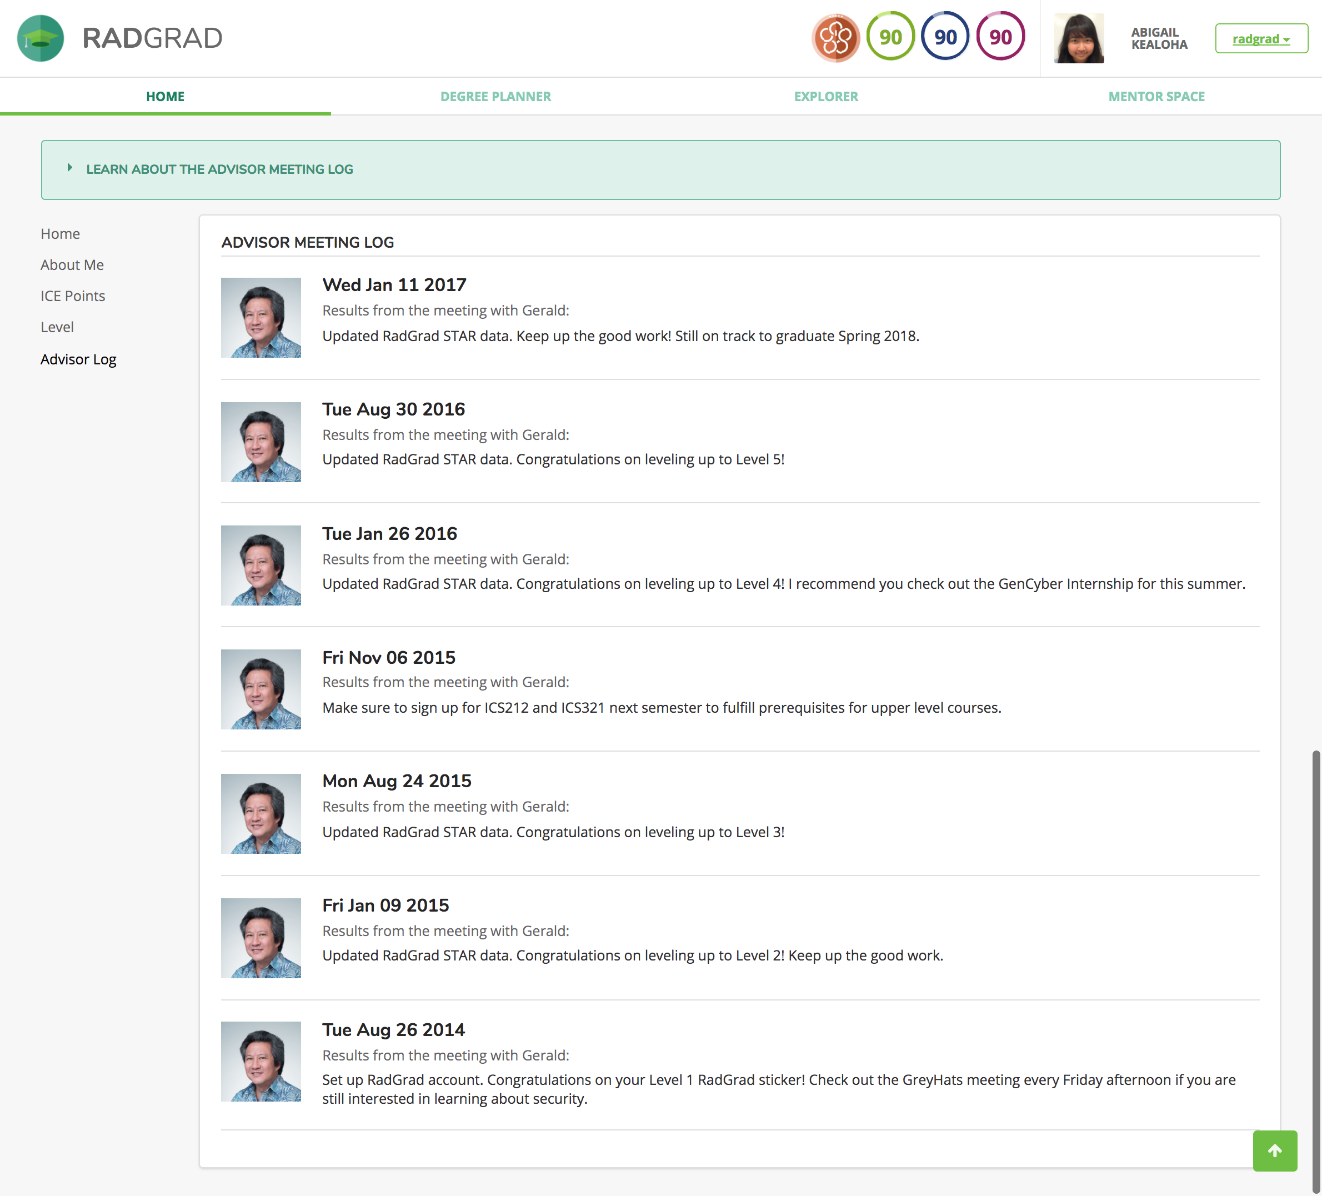 RADGRAD
90
90
90
ABIGAIL
KEALOHA
radgrad
HOME
DEGREE PLANNER
EXPLORER
MENTOR SPACE
LEARN ABOUT THE ADVISOR MEETING LOG
Home
About Me
ICE Points
Level
Advisor Log
ADVISOR MEETING LOG
Wed Jan 11 2017
Results from the meeting with Gerald:
Updated RadGrad STAR data. Keep up the good work! Still on track to graduate Spring 2018.
Tue Aug 30 2016
Results from the meeting with Gerald:
Updated RadGrad STAR data. Congratulations on leveling up to Level 5!
Tue Jan 26 2016
Results from the meeting with Gerald:
Updated RadGrad STAR data. Congratulations on leveling up to Level 4! I recommend you check out the GenCyber Internship for this summer.
Fri Nov 06 2015
Results from the meeting with Gerald:
Make sure to sign up for ICS212 and ICS321 next semester to fulfill prerequisites for upper level courses.
Mon Aug 24 2015
Results from the meeting with Gerald:
Updated RadGrad STAR data. Congratulations on leveling up to Level 3!
Fri Jan 09 2015
Results from the meeting with Gerald:
Updated RadGrad STAR data. Congratulations on leveling up to Level 2! Keep up the good work.
Tue Aug 26 2014
Results from the meeting with Gerald:
Set up RadGrad account. Congratulations on your Level 1 RadGrad sticker! Check out the GreyHats meeting every Friday afternoon if you are
still interested in learning about security.